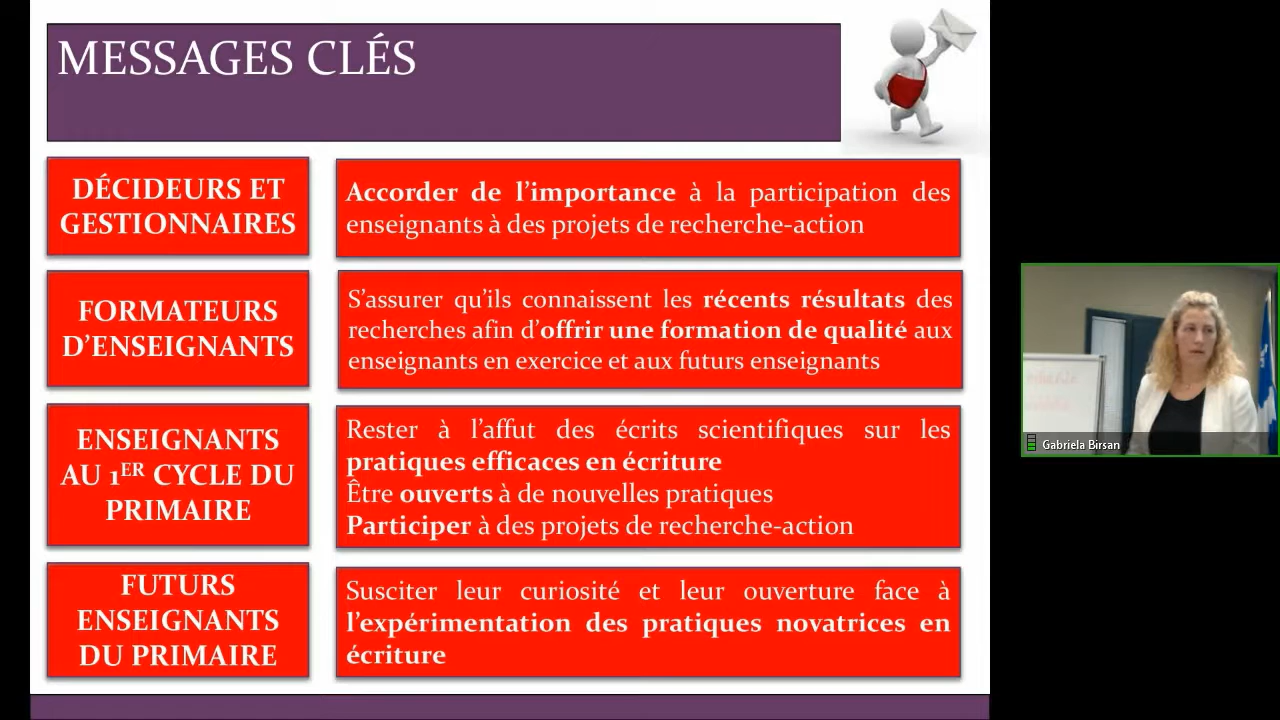 MESSAGES CLÉS
DÉCIDEURS ET
GESTIONNAIRES
Accorder de l’importance à la participation des
enseignants à des projets de recherche-action
FORMATEURS
D’ENSEIGNANTS
S’assurer qu’ils connaissent les récents résultats des
recherches afin d’offrir une formation de qualité aux
enseignants en exercice et aux futurs enseignants
ENSEIGNANTS
AU 1ER CYCLE DU
PRIMAIRE
Rester à l’affut des écrits scientifiques sur les
pratiques efficaces en écriture
Être ouverts à de nouvelles pratiques
Participer à des projets de recherche-action
FUTURS
ENSEIGNANTS
DU PRIMAIRE
Susciter leur curiosité et leur ouverture face à
l’expérimentation des pratiques novatrices en
écriture
Gabriela Birsan